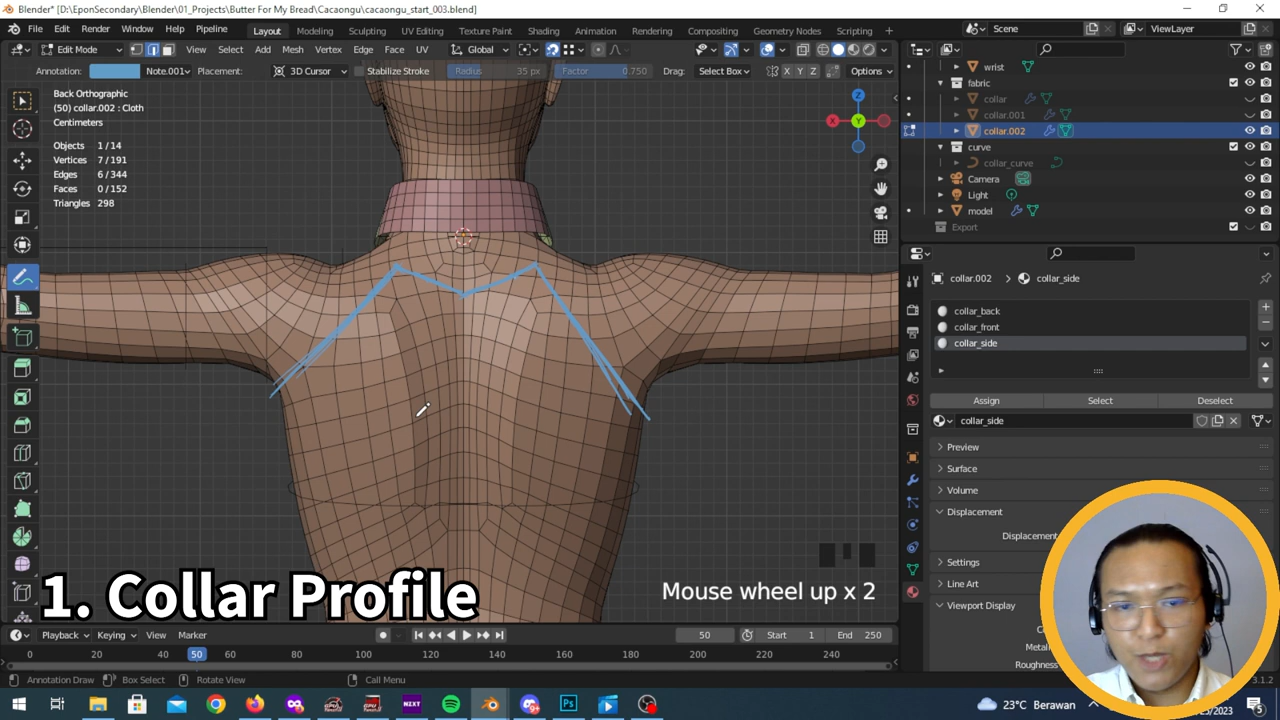 Blender* [D:\EponSecondary\Blender\01_Projects\Butter For My Bread\Cacaongu\cacaongu_start_003.blend]
File Edit Render Window Help Pipeline Layout Modeling Sculpting UV Editing Texture Paint Shading Animation Rendering Compositing Geometry Nodes Scripting + Scene ViewLayer
Edit Mode View Select Add Mesh Vertex Edge Face UV Global
Annotation: Note.001 Placement: 3D Cursor Stabilize Stroke Radius 35 px Factor 0.750 Drag: Select Box X Y Z Options
Back Orthographic
(50) collar.002 : Cloth
Centimeters
Objects 1/14
Vertices 7/191
Edges 6/344
Faces 0/152
Triangles 298
Z
X
Y
wrist
fabric
collar
collar.001
collar.002
curve
collar_curve
Camera
Light
model
Export
collar.002 collar_side
collar_back
collar_front
collar_side
Assign Select Deselect
collar_side
Preview
Surface
Volume
Displacement
Displacement
Settings
Line Art
Viewport Display
Roughness
1. Collar Profile
Mouse wheel up x 2
Playback Keying View Marker 50 Start 1 End 250
0 20 40 50 60 80 100 120 140 160 180 200 220 240
Annotation Draw Box Select Rotate View Call Menu 3.1.2
NZXT Ps 23°C Berawan 5